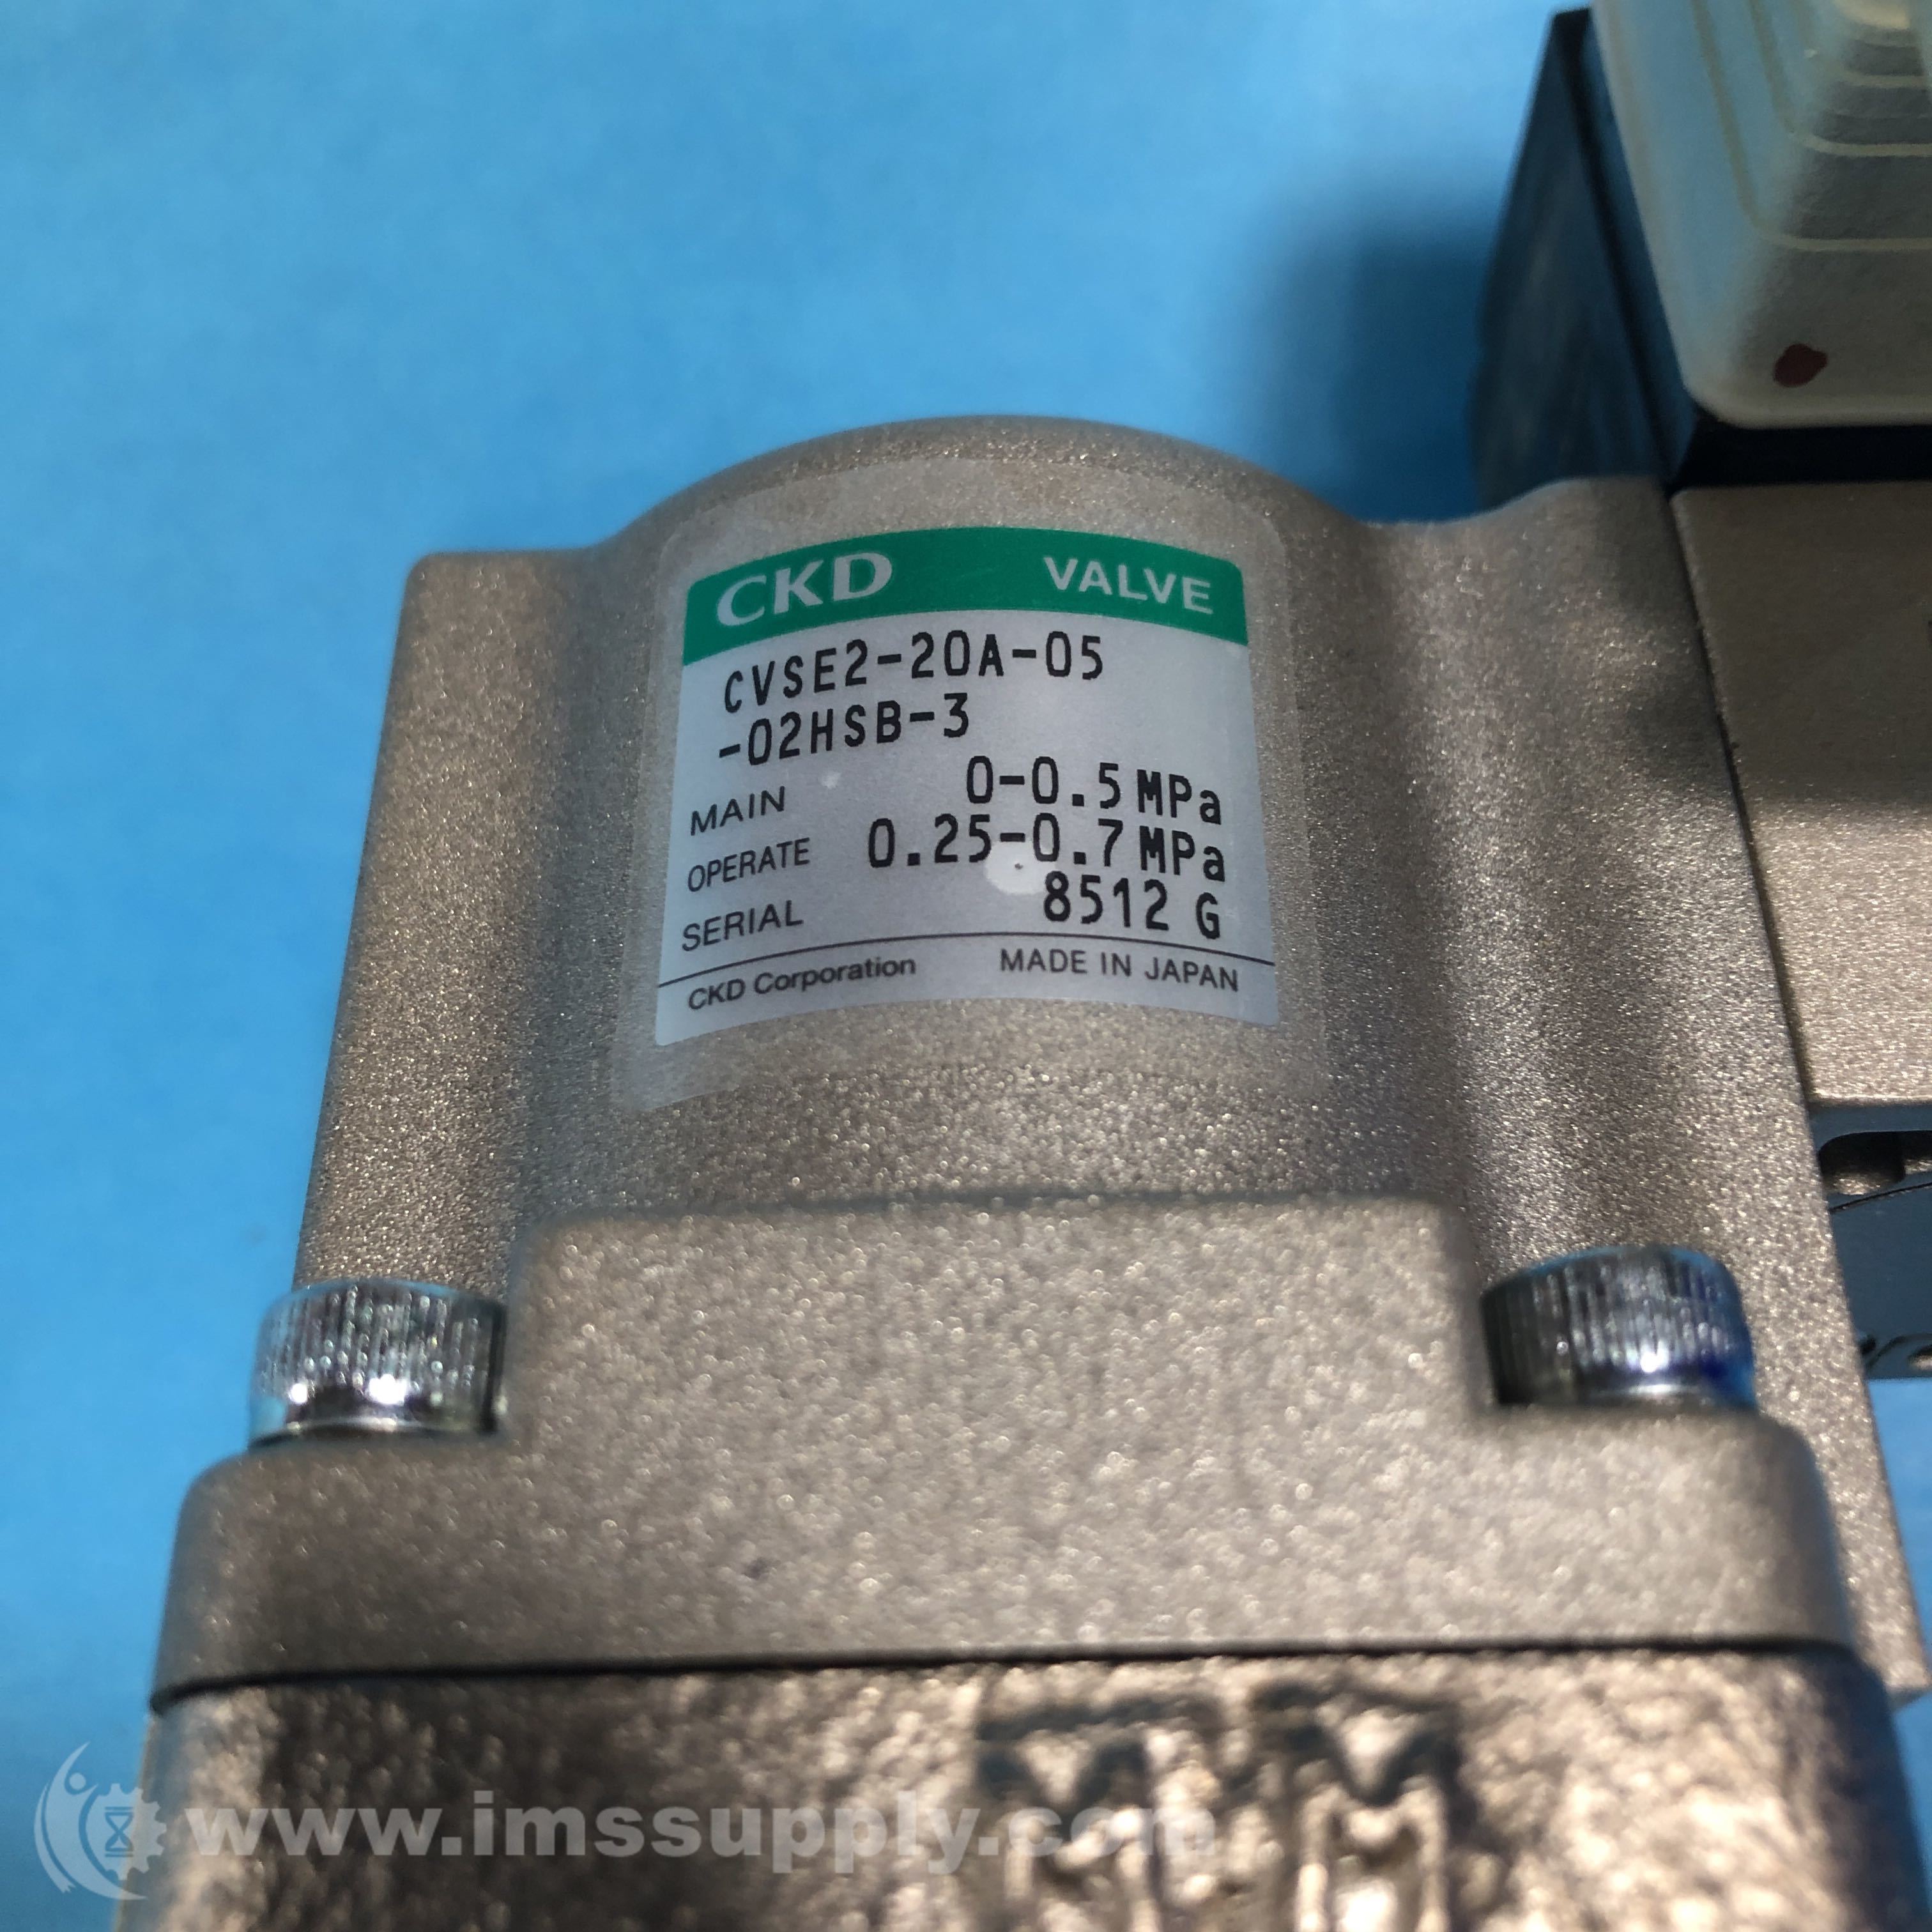 CKD VALVE
CVSE2-20A-05
-02HSB-3
MAIN 0-0.5MPa
OPERATE 0.25-0.7MPa
SERIAL 8512 G
CKD Corporation MADE IN JAPAN
www.imssupply.com